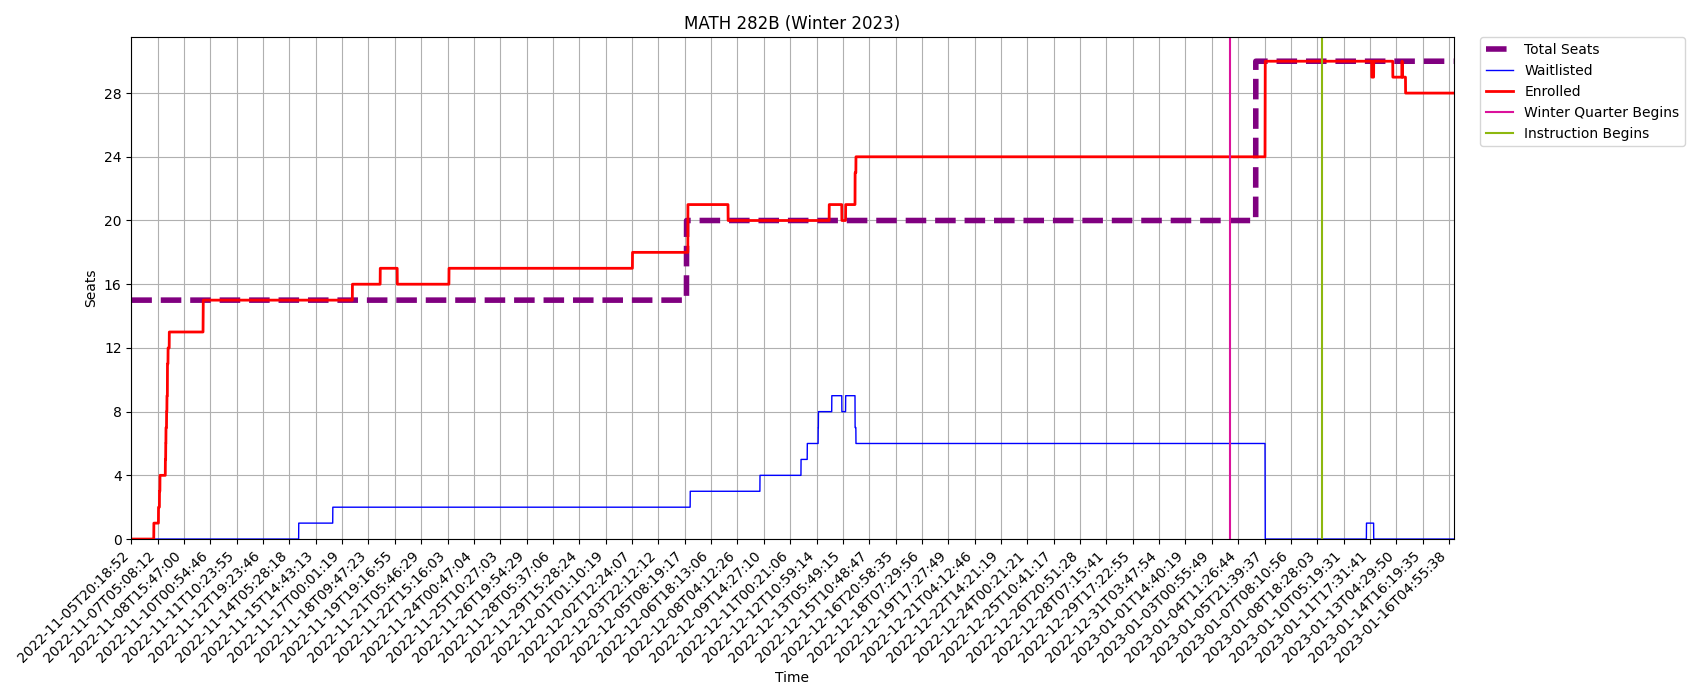 MATH 282B (Winter 2023)
Total Seats
Waitlisted
Enrolled
Winter Quarter Begins
Instruction Begins
Seats
28
24
20
16
12
8
4
0
2022-11-05T20:18:52
2022-11-07T05:08:12
2022-11-08T15:47:00
2022-11-10T00:54:46
2022-11-11T10:23:55
2022-11-12T19:23:46
2022-11-14T05:28:18
2022-11-15T14:43:13
2022-11-17T00:01:19
2022-11-18T09:47:23
2022-11-19T19:16:55
2022-11-21T05:46:29
2022-11-22T15:16:03
2022-11-24T00:47:04
2022-11-25T10:27:03
2022-11-26T19:54:29
2022-11-28T05:37:06
2022-11-29T15:28:24
2022-12-01T01:10:19
2022-12-02T12:24:07
2022-12-03T22:12:12
2022-12-05T08:19:17
2022-12-06T18:13:06
2022-12-08T04:12:26
2022-12-09T14:27:10
2022-12-11T00:21:06
2022-12-12T10:59:14
2022-12-13T05:49:15
2022-12-15T10:48:47
2022-12-16T20:58:35
2022-12-18T07:29:56
2022-12-19T17:27:49
2022-12-21T04:12:46
2022-12-22T14:21:19
2022-12-24T00:21:21
2022-12-25T10:41:17
2022-12-26T20:51:28
2022-12-28T07:15:41
2022-12-29T17:22:55
2022-12-31T03:47:54
2023-01-01T14:40:19
2023-01-03T00:55:49
2023-01-04T11:26:44
2023-01-05T21:39:37
2023-01-07T08:10:56
2023-01-08T18:28:03
2023-01-10T05:19:31
2023-01-11T17:31:41
2023-01-13T04:29:50
2023-01-14T16:19:35
2023-01-16T04:55:38
Time